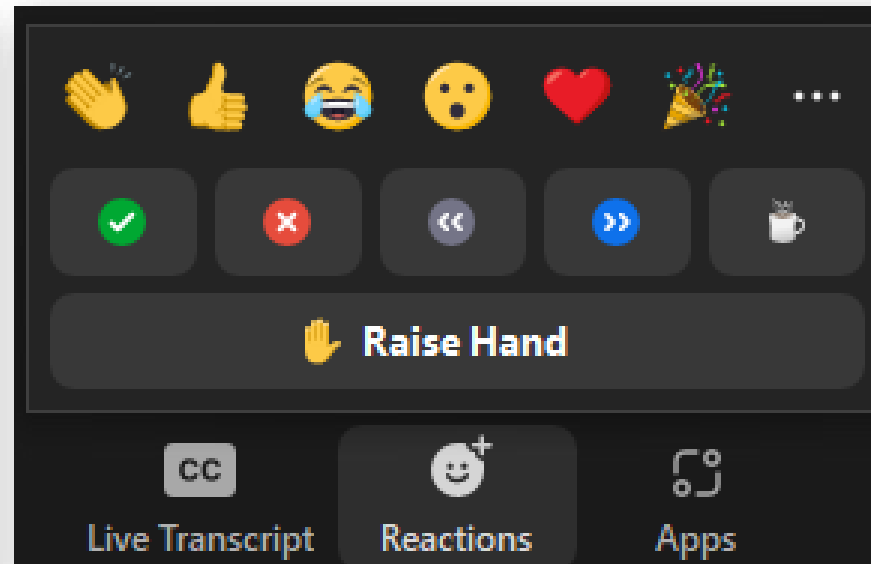 Raise Hand
CC
Live Transcript
Reactions
Apps